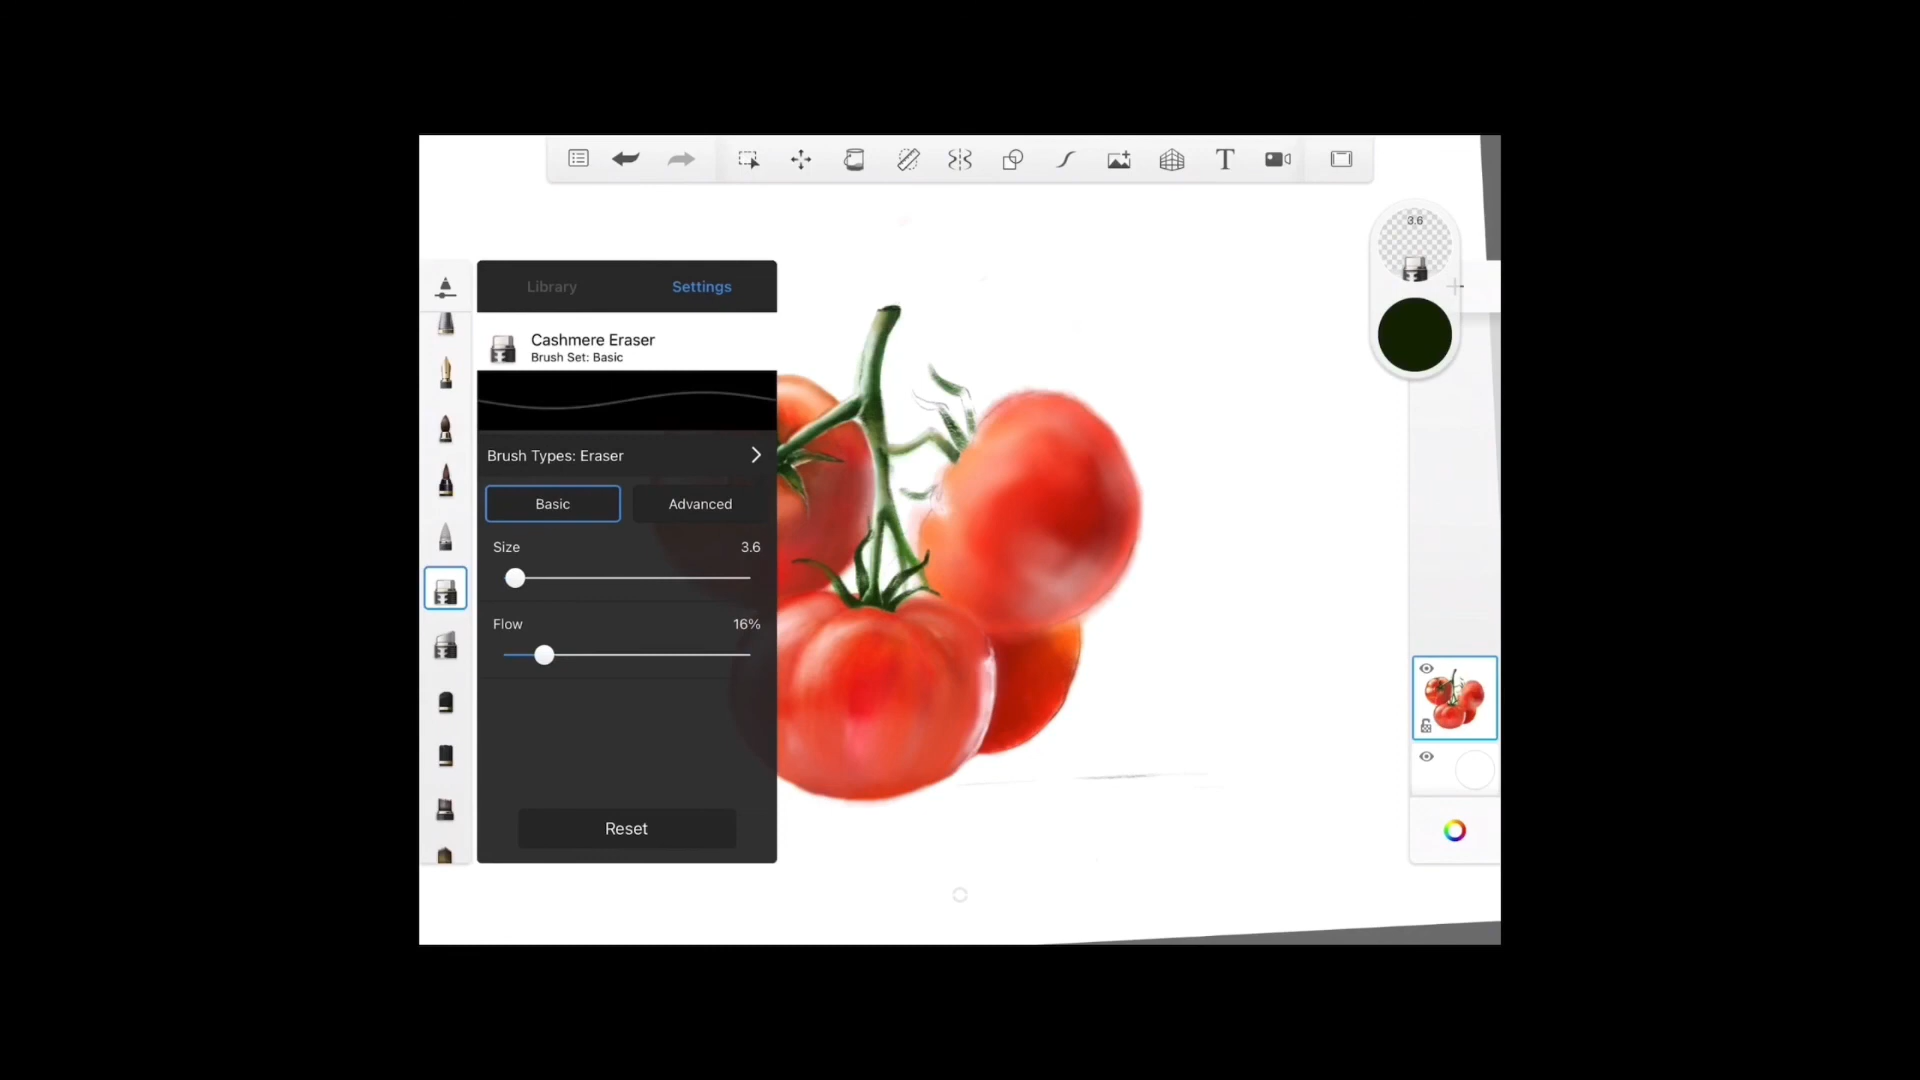 T
3.6
Library
Settings
Cashmere Eraser
Brush Set: Basic
Brush Types: Eraser
Basic
Advanced
Size
3.6
Flow
16%
Reset